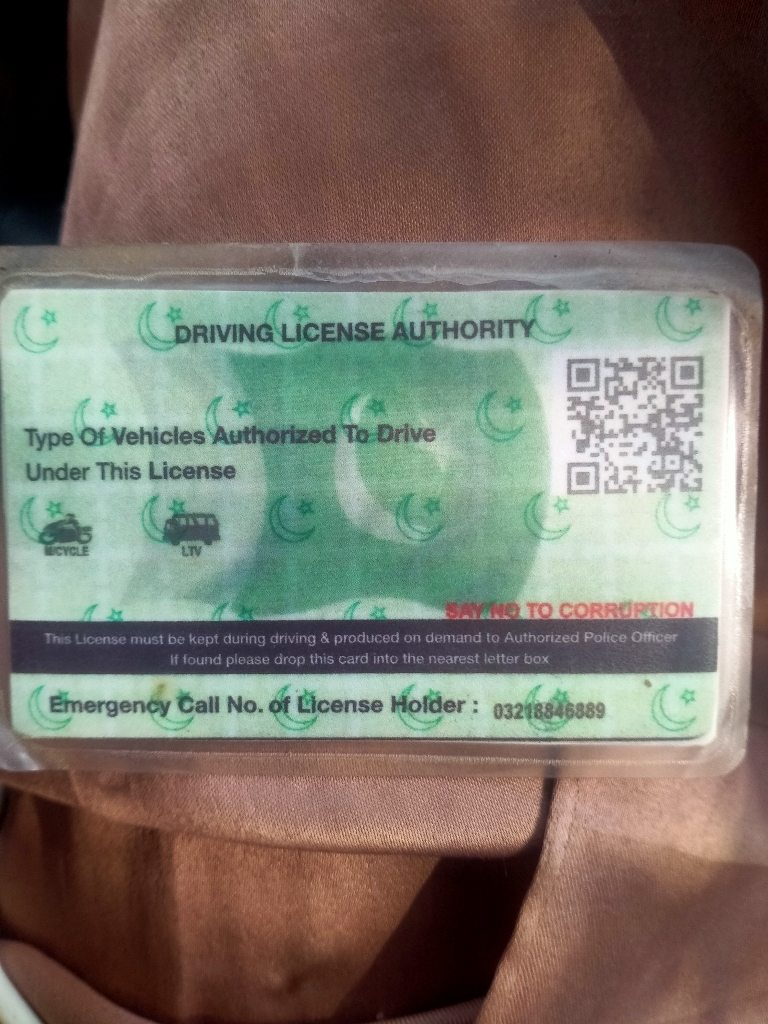 DRIVING LICENSE AUTHORITY
Type Of Vehicles Authorized To Drive
Under This License
M/CYCLE LTV
SAY NO TO CORRUPTION
This License must be kept during driving & produced on demand to Authorized Police Officer
If found please drop this card into the nearest letter box
Emergency Call No. of License Holder : 03218846889